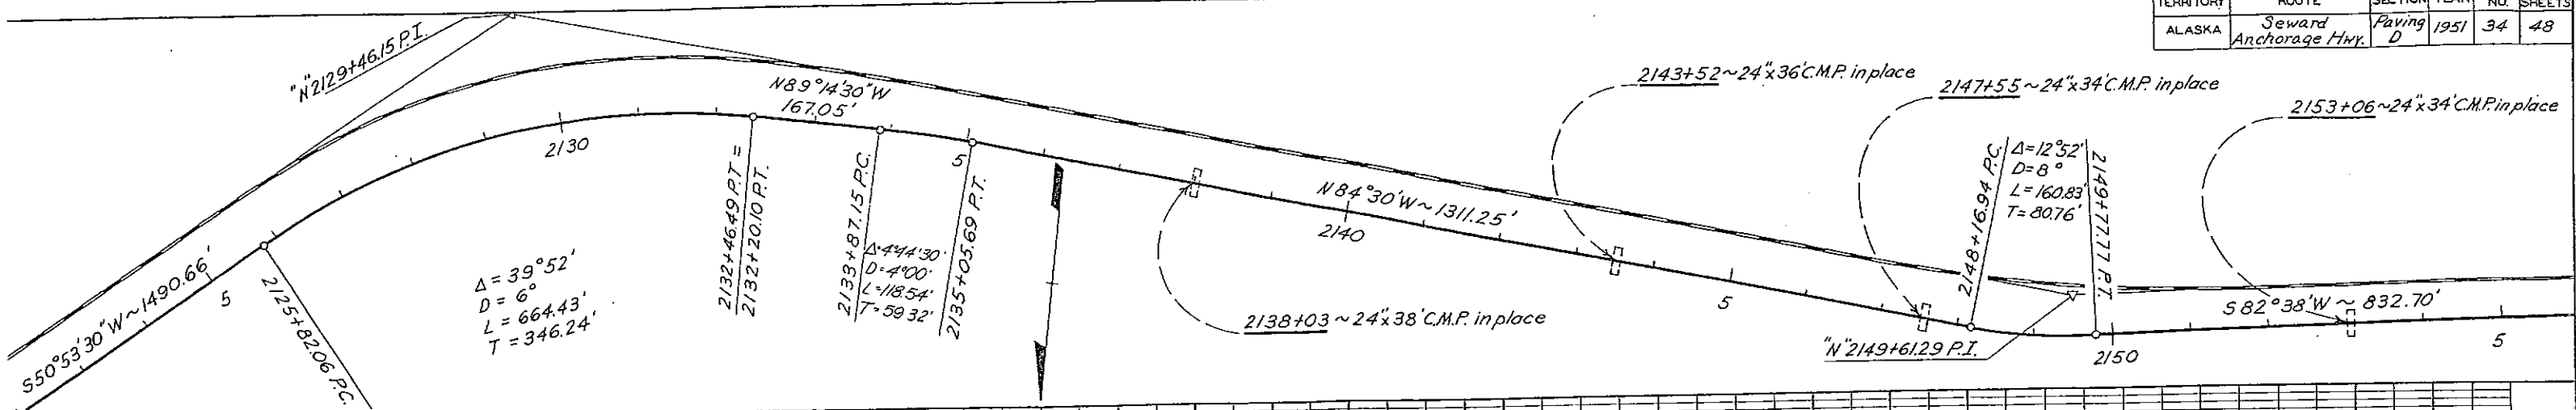 TERRITORY ROUTE SECTION YEAR NO. SHEETS
ALASKA Seward Anchorage Hwy. Paving D 1951 34 48
"N" 2129+46.15 P.I.
N89°14'30"W
167.05'
2143+52 ~ 24"x36' C.M.P. in place
2147+55 ~ 24"x34' C.M.P. in place
2153+06 ~ 24"x34' C.M.P. in place
2130
5
S50°53'30"W ~ 1490.66'
5
2125+82.06 P.C.
Δ = 39°52'
D = 6°
L = 664.43'
T = 346.24'
2132+46.49 P.T. =
2132+20.10 P.T.
2133+87.15 P.C.
Δ=4°44'30"
D=4°00'
L=118.54'
T=59.32'
2135+05.69 P.T.
N84°30'W ~ 1311.25'
2140
5
2138+03 ~ 24"x38' C.M.P. in place
2148+16.94 P.C.
Δ=12°52'
D=8°
L=160.83'
T=80.76'
2149+77.77 P.T.
"N" 2149+61.29 P.I.
2150
S82°38'W ~ 832.70'
5